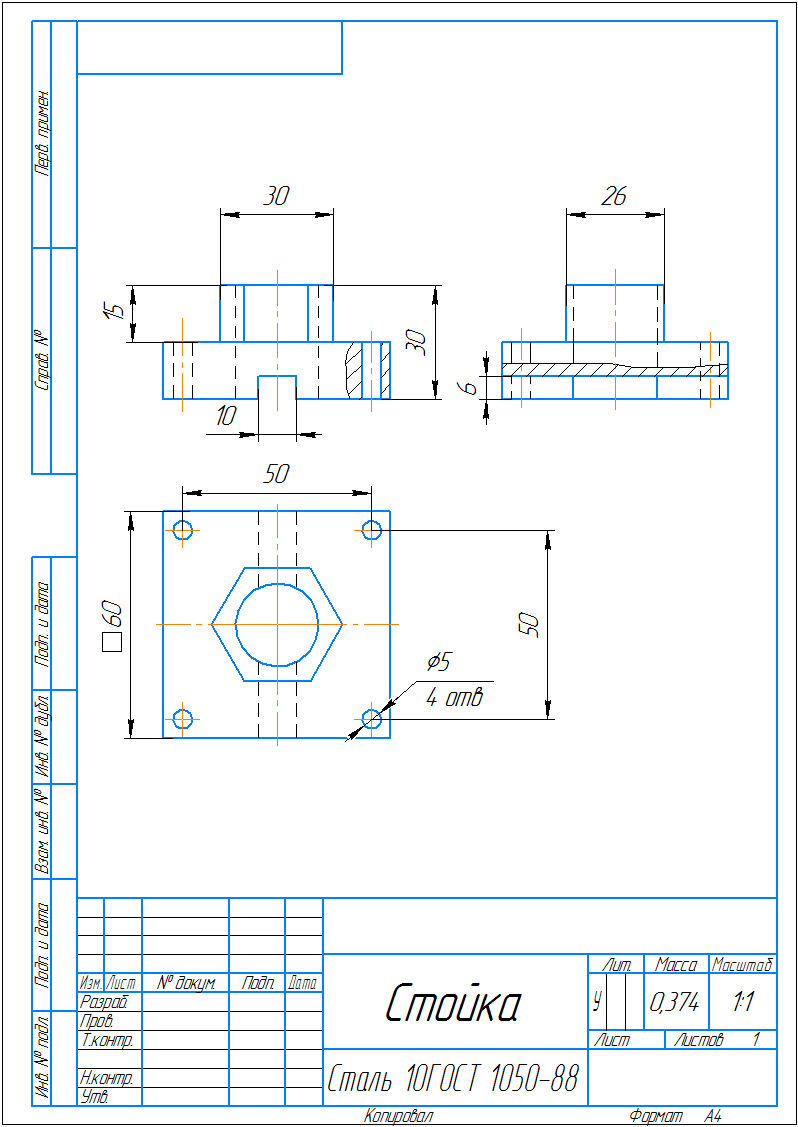 Перв. примен.
Справ. №
Подп. и дата
Инв. № дубл.
Взам. инв. №
Подп. и дата
Инв. № подл.
30
26
15
30
10
6
50
□60
50
⌀5
4 отв
Изм. Лист № докум. Подп. Дата
Разраб.
Пров.
Т.контр.
Н.контр.
Утв.
Стойка
Сталь 10ГОСТ 1050-88
Лит. Масса Масштаб
У 0,374 1:1
Лист Листов 1
Копировал Формат А4